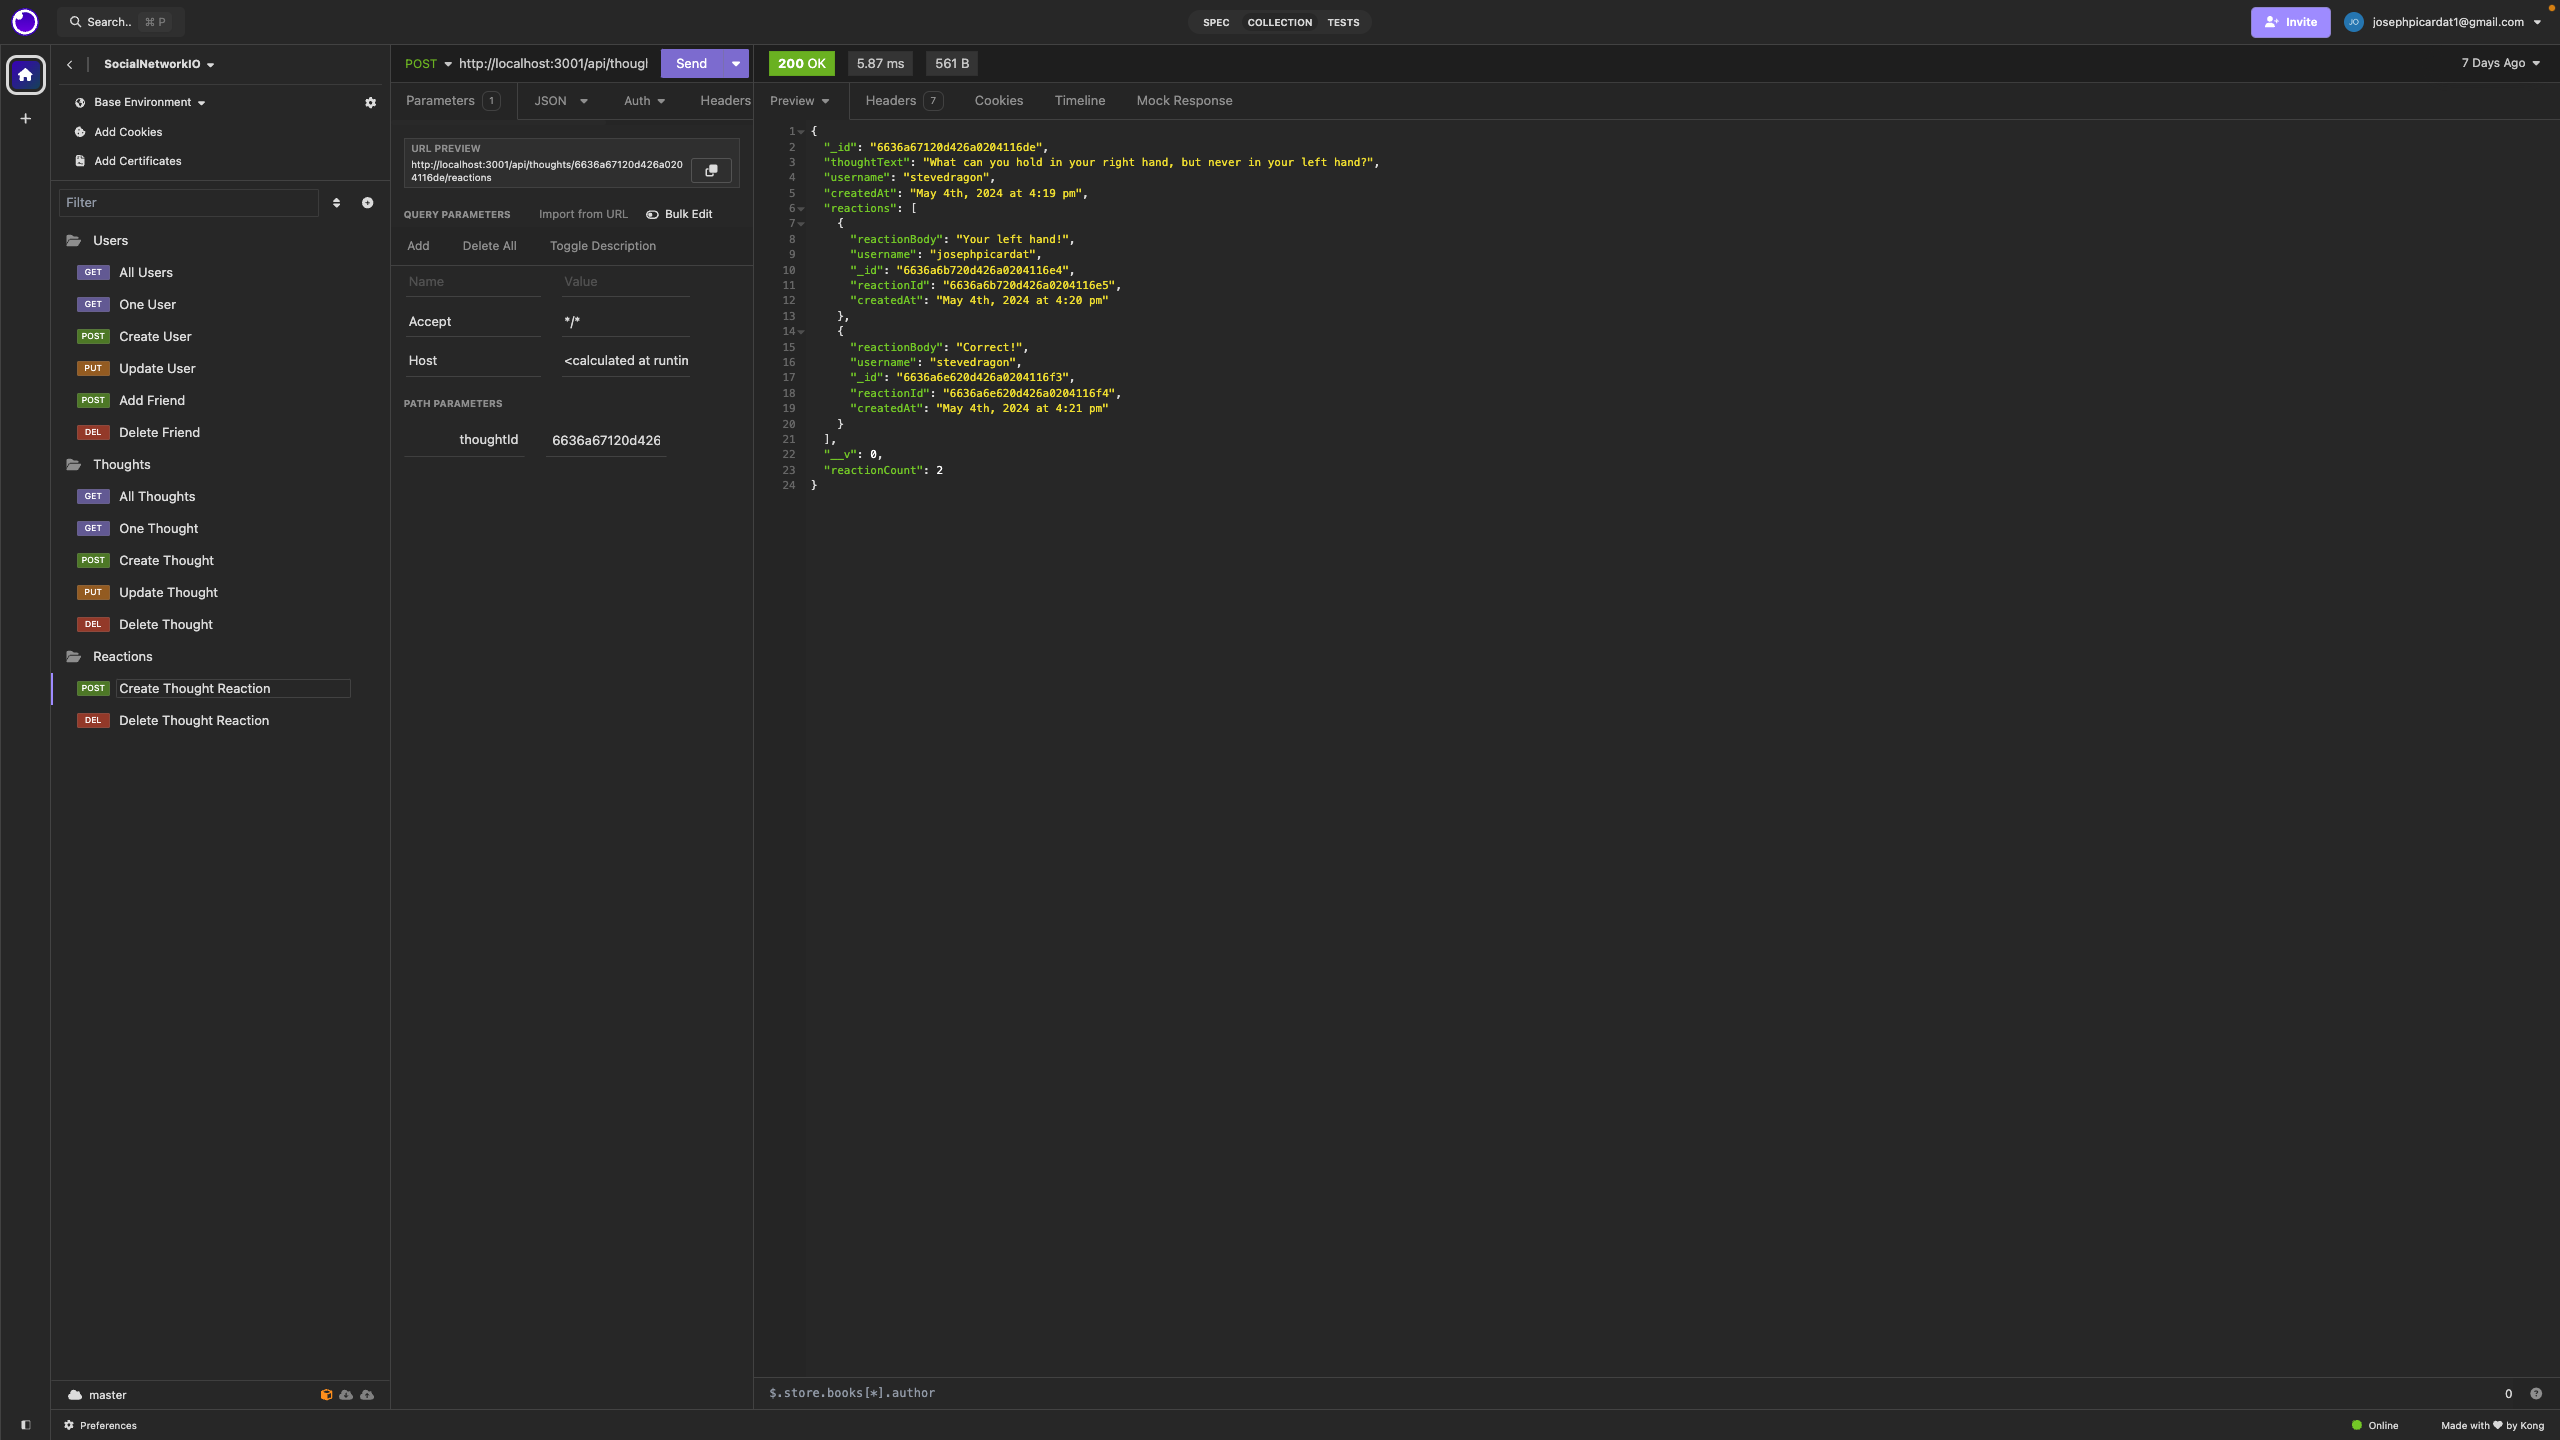 Search.. ⌘ P
SPEC COLLECTION TESTS
Invite
JO josephpicardat1@gmail.com
SocialNetworkIO
Base Environment
Add Cookies
Add Certificates
Filter
Users
GET All Users
GET One User
POST Create User
PUT Update User
POST Add Friend
DEL Delete Friend
Thoughts
GET All Thoughts
GET One Thought
POST Create Thought
PUT Update Thought
DEL Delete Thought
Reactions
POST Create Thought Reaction
DEL Delete Thought Reaction
master
Preferences
POST http://localhost:3001/api/though Send
Parameters 1 JSON Auth Headers
URL PREVIEW
http://localhost:3001/api/thoughts/6636a67120d426a020
4116de/reactions
QUERY PARAMETERS Import from URL Bulk Edit
Add Delete All Toggle Description
Name Value
Accept */*
Host <calculated at runtin
PATH PARAMETERS
thoughtId 6636a67120d426
200 OK 5.87 ms 561 B 7 Days Ago
Preview Headers 7 Cookies Timeline Mock Response
1 {
2 "_id": "6636a67120d426a0204116de",
3 "thoughtText": "What can you hold in your right hand, but never in your left hand?",
4 "username": "stevedragon",
5 "createdAt": "May 4th, 2024 at 4:19 pm",
6 "reactions": [
7 {
8 "reactionBody": "Your left hand!",
9 "username": "josephpicardat",
10 "_id": "6636a6b720d426a0204116e4",
11 "reactionId": "6636a6b720d426a0204116e5",
12 "createdAt": "May 4th, 2024 at 4:20 pm"
13 },
14 {
15 "reactionBody": "Correct!",
16 "username": "stevedragon",
17 "_id": "6636a6e620d426a0204116f3",
18 "reactionId": "6636a6e620d426a0204116f4",
19 "createdAt": "May 4th, 2024 at 4:21 pm"
20 }
21 ],
22 "__v": 0,
23 "reactionCount": 2
24 }
$.store.books[*].author 0
Online Made with ♥ by Kong